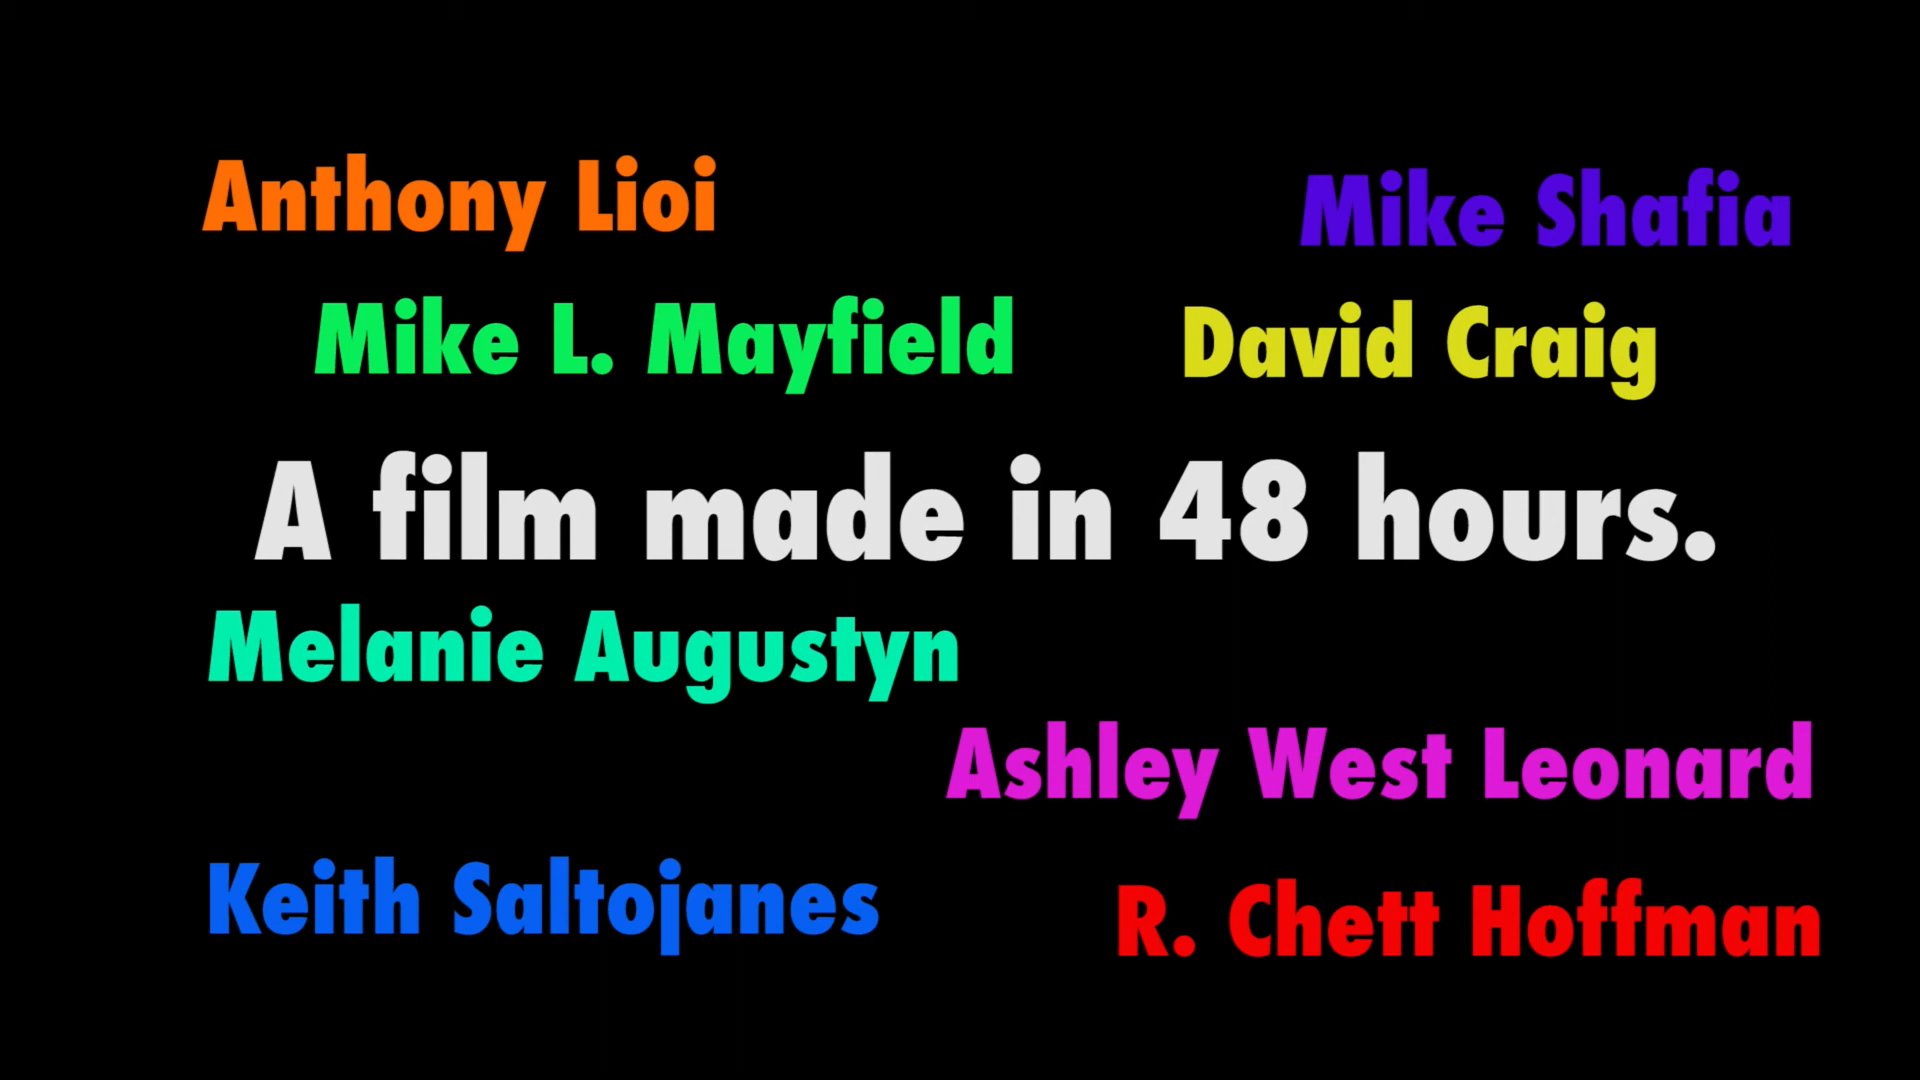 Anthony Lioi
Mike Shafia
Mike L. Mayfield
David Craig
A film made in 48 hours.
Melanie Augustyn
Ashley West Leonard
Keith Saltojanes
R. Chett Hoffman